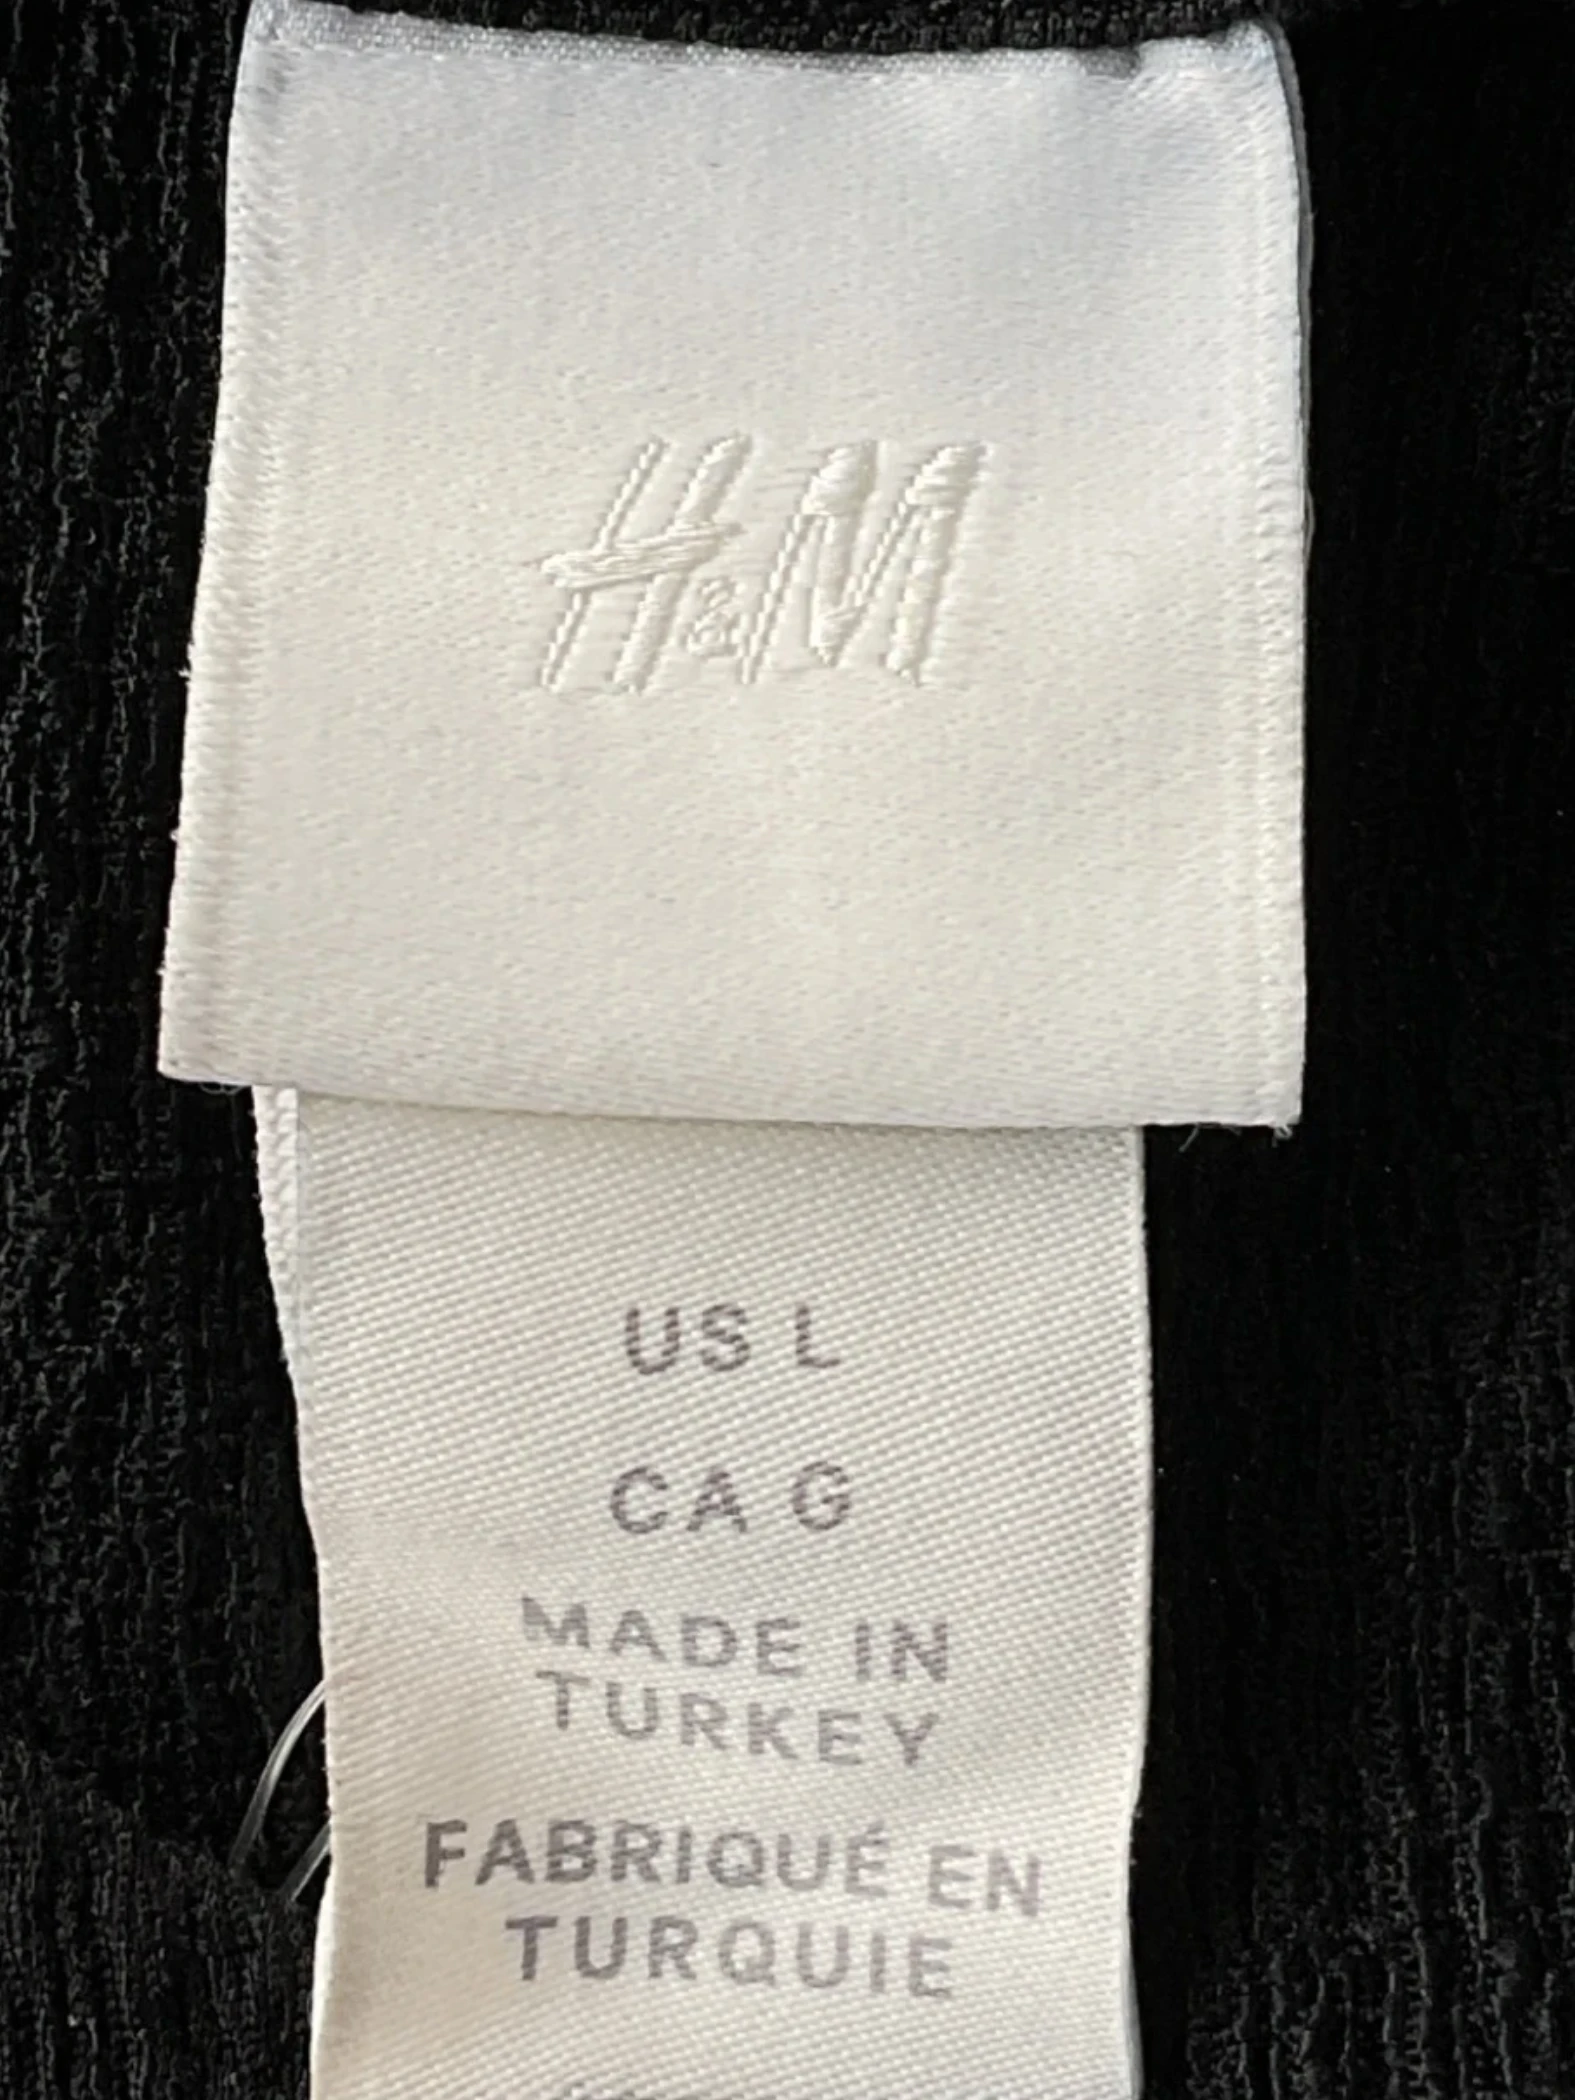 H&M
US L
CA G
MADE IN
TURKEY
FABRIQUÉ EN
TURQUIE